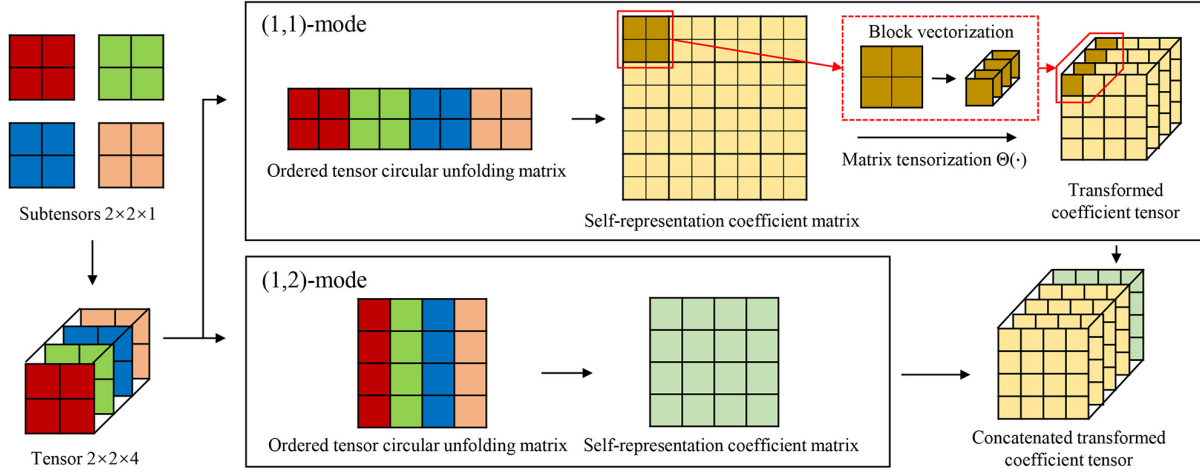 Subtensors 2×2×1
Tensor 2×2×4
(1,1)-mode
Ordered tensor circular unfolding matrix
Self-representation coefficient matrix
Block vectorization
Matrix tensorization Θ(·)
Transformed
coefficient tensor
(1,2)-mode
Ordered tensor circular unfolding matrix
Self-representation coefficient matrix
Concatenated transformed
coefficient tensor